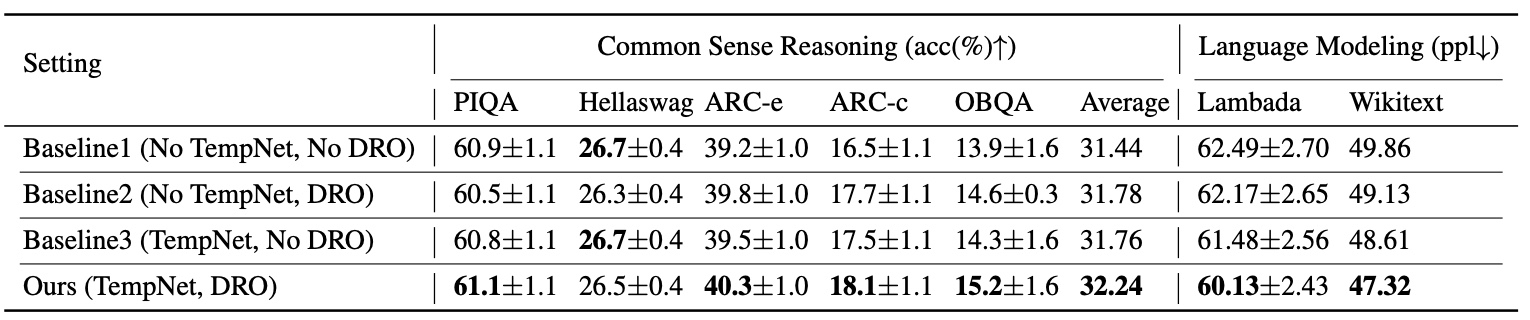 Setting Common Sense Reasoning (acc(%)↑) Language Modeling (ppl↓)
PIQA Hellaswag ARC-e ARC-c OBQA Average Lambada Wikitext
Baseline1 (No TempNet, No DRO) 60.9±1.1 26.7±0.4 39.2±1.0 16.5±1.1 13.9±1.6 31.44 62.49±2.70 49.86
Baseline2 (No TempNet, DRO) 60.5±1.1 26.3±0.4 39.8±1.0 17.7±1.1 14.6±0.3 31.78 62.17±2.65 49.13
Baseline3 (TempNet, No DRO) 60.8±1.1 26.7±0.4 39.5±1.0 17.5±1.1 14.3±1.6 31.76 61.48±2.56 48.61
Ours (TempNet, DRO) 61.1±1.1 26.5±0.4 40.3±1.0 18.1±1.1 15.2±1.6 32.24 60.13±2.43 47.32